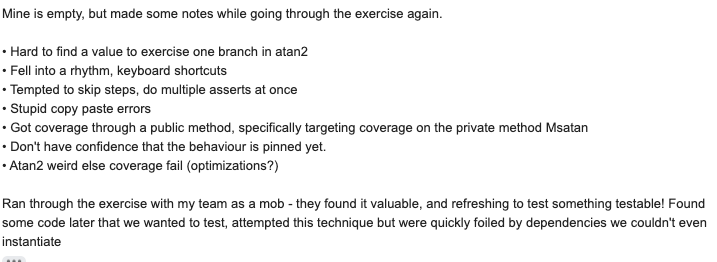 Mine is empty, but made some notes while going through the exercise again.
• Hard to find a value to exercise one branch in atan2
• Fell into a rhythm, keyboard shortcuts
• Tempted to skip steps, do multiple asserts at once
• Stupid copy paste errors
• Got coverage through a public method, specifically targeting coverage on the private method Msatan
• Don't have confidence that the behaviour is pinned yet.
• Atan2 weird else coverage fail (optimizations?)
Ran through the exercise with my team as a mob - they found it valuable, and refreshing to test something testable! Found
some code later that we wanted to test, attempted this technique but were quickly foiled by dependencies we couldn't even
instantiate